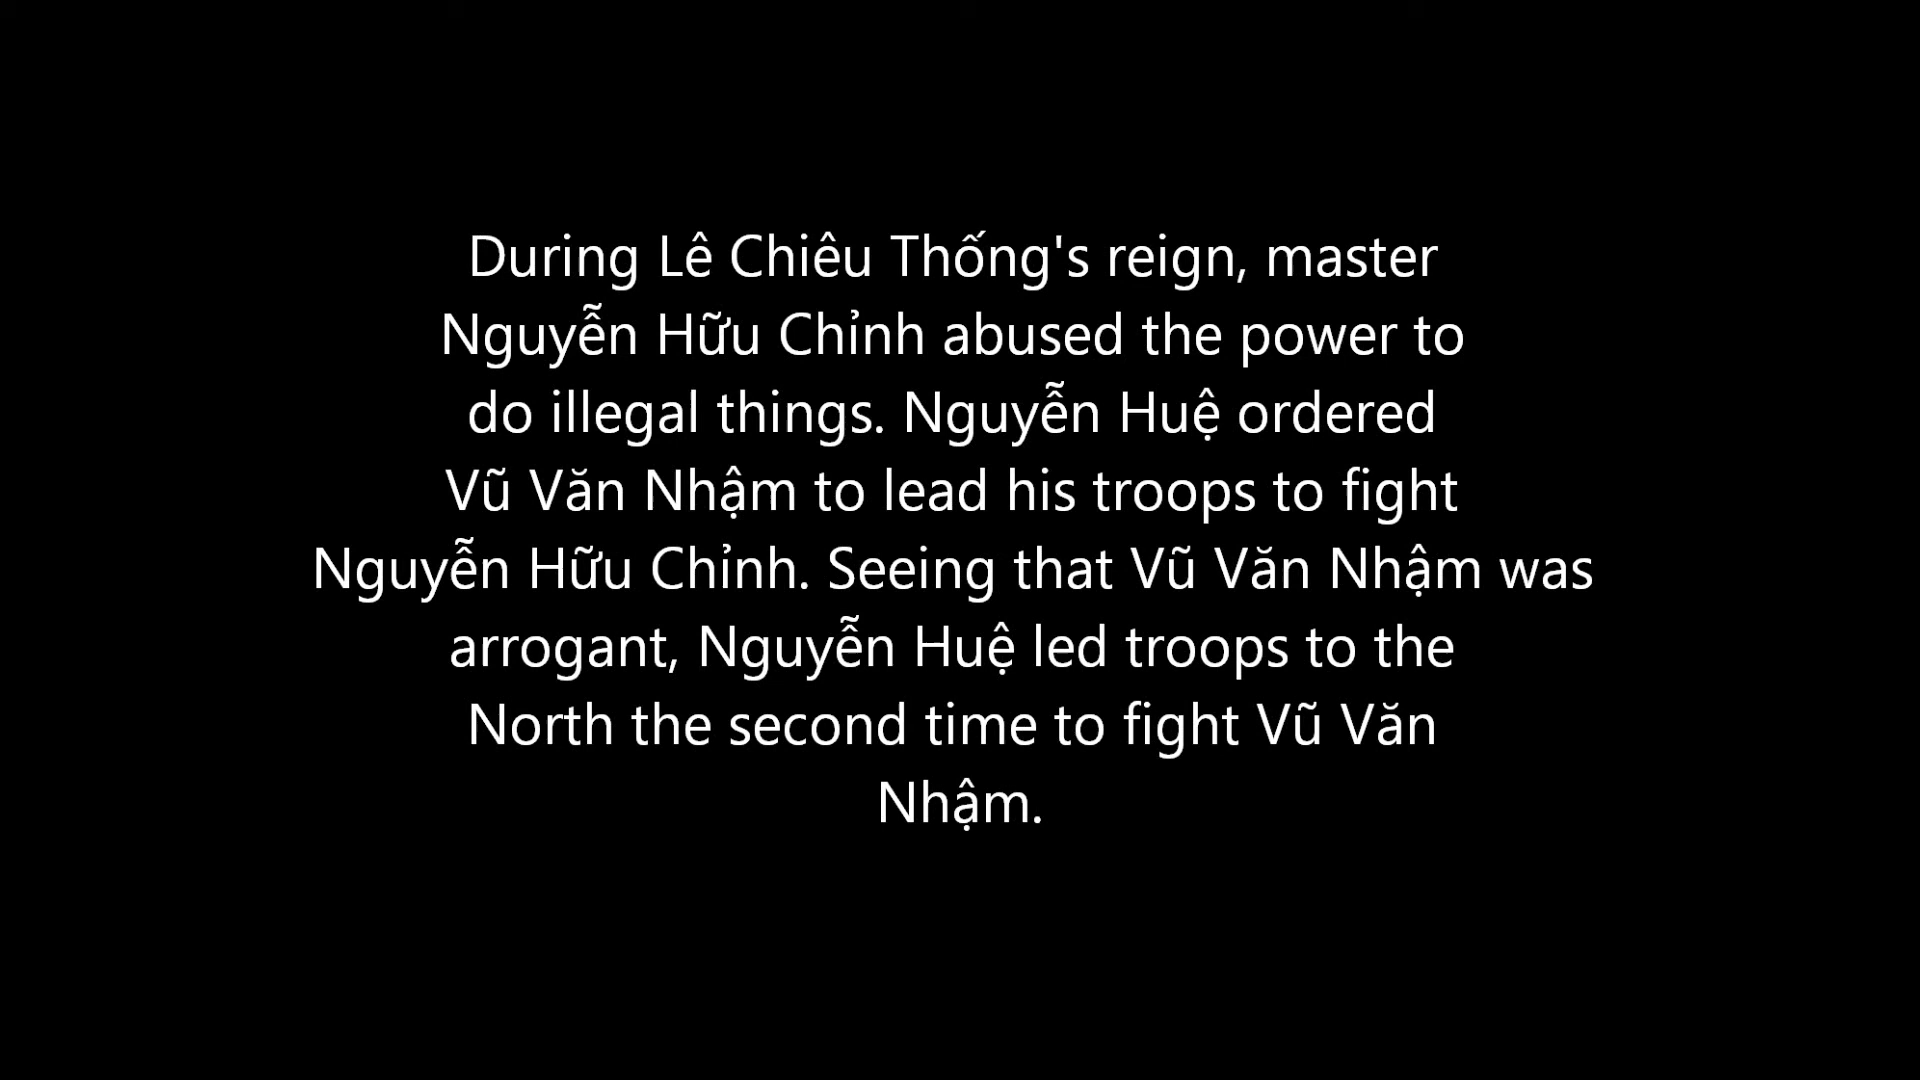 During Lê Chiêu Thống's reign, master
Nguyễn Hữu Chỉnh abused the power to
do illegal things. Nguyễn Huệ ordered
Vũ Văn Nhậm to lead his troops to fight
Nguyễn Hữu Chỉnh. Seeing that Vũ Văn Nhậm was
arrogant, Nguyễn Huệ led troops to the
North the second time to fight Vũ Văn
Nhậm.